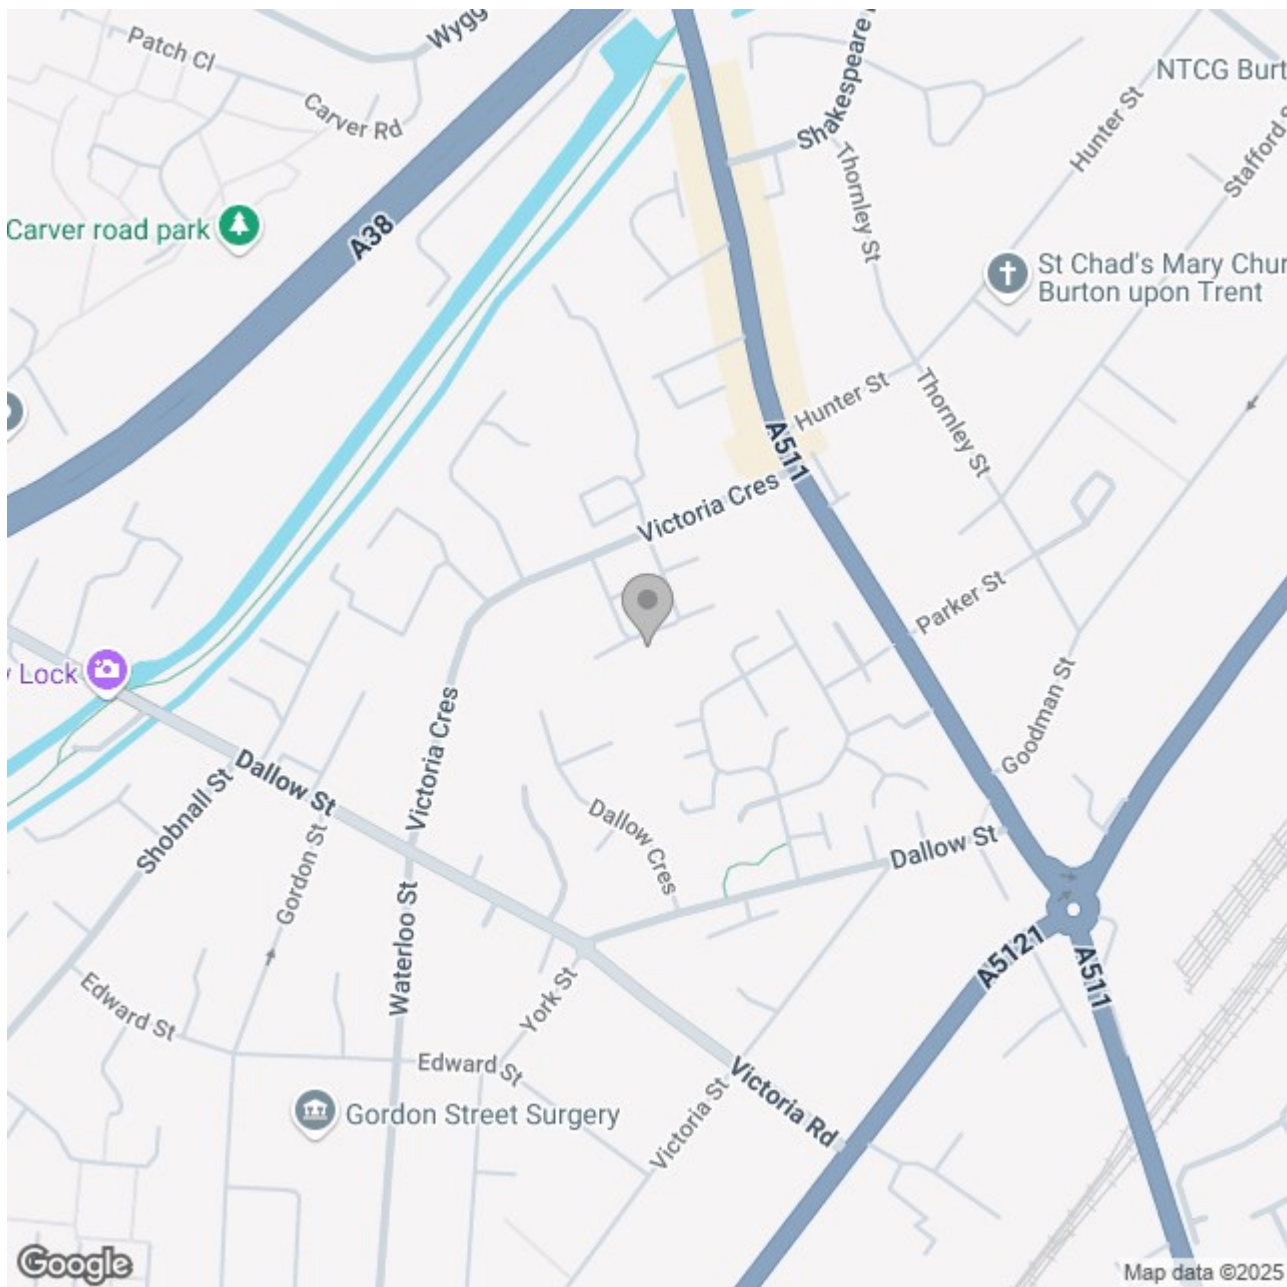 Patch Cl
Wygg
Carver Rd
Shakespeare
NTCG Burt
Hunter St
Stafford S
Thornley St
Carver road park
A38
St Chad's Mary Chur
Burton upon Trent
Hunter St
Thornley St
A511
Victoria Cres
Parker St
Lock
Victoria Cres
Goodman St
Dallow St
Shobnall St
Gordon St
Dallow Cres
Dallow St
Waterloo St
A5121
A511
Edward St
York St
Edward St
Victoria St
Victoria Rd
Gordon Street Surgery
Google
Map data ©2025